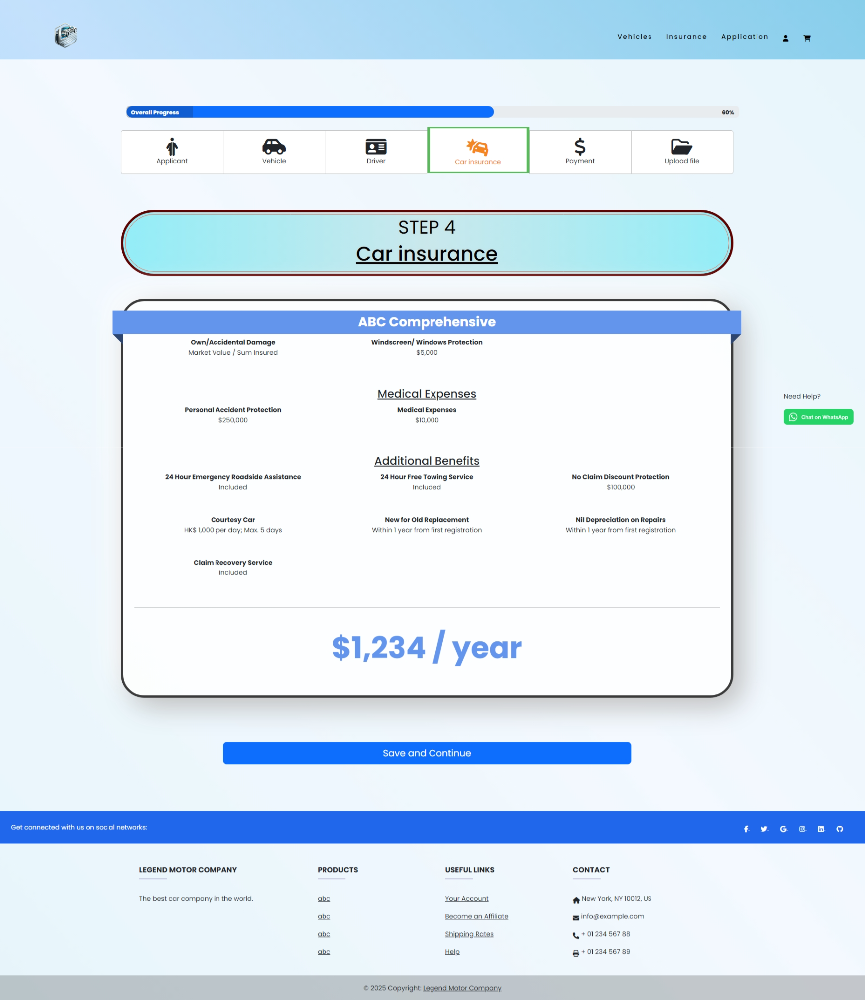 Vehicles Insurance Application
Overall Progress 60%
Applicant Vehicle Driver Car insurance Payment Upload file
STEP 4
Car insurance
ABC Comprehensive
Own/Accidental Damage Windscreen/ Windows Protection
Market Value / Sum Insured $5,000
Medical Expenses
Personal Accident Protection Medical Expenses
$250,000 $10,000
Need Help?
Chat on WhatsApp
Additional Benefits
24 Hour Emergency Roadside Assistance 24 Hour Free Towing Service No Claim Discount Protection
Included Included $100,000
Courtesy Car New for Old Replacement Nil Depreciation on Repairs
HK$ 1,000 per day; Max. 5 days Within 1 year from first registration Within 1 year from first registration
Claim Recovery Service
Included
$1,234 / year
Save and Continue
Get connected with us on social networks:
LEGEND MOTOR COMPANY
The best car company in the world.
PRODUCTS
abc
abc
abc
abc
USEFUL LINKS
Your Account
Become an Affiliate
Shipping Rates
Help
CONTACT
New York, NY 10012, US
info@example.com
+ 01 234 567 88
+ 01 234 567 89
© 2025 Copyright: Legend Motor Company